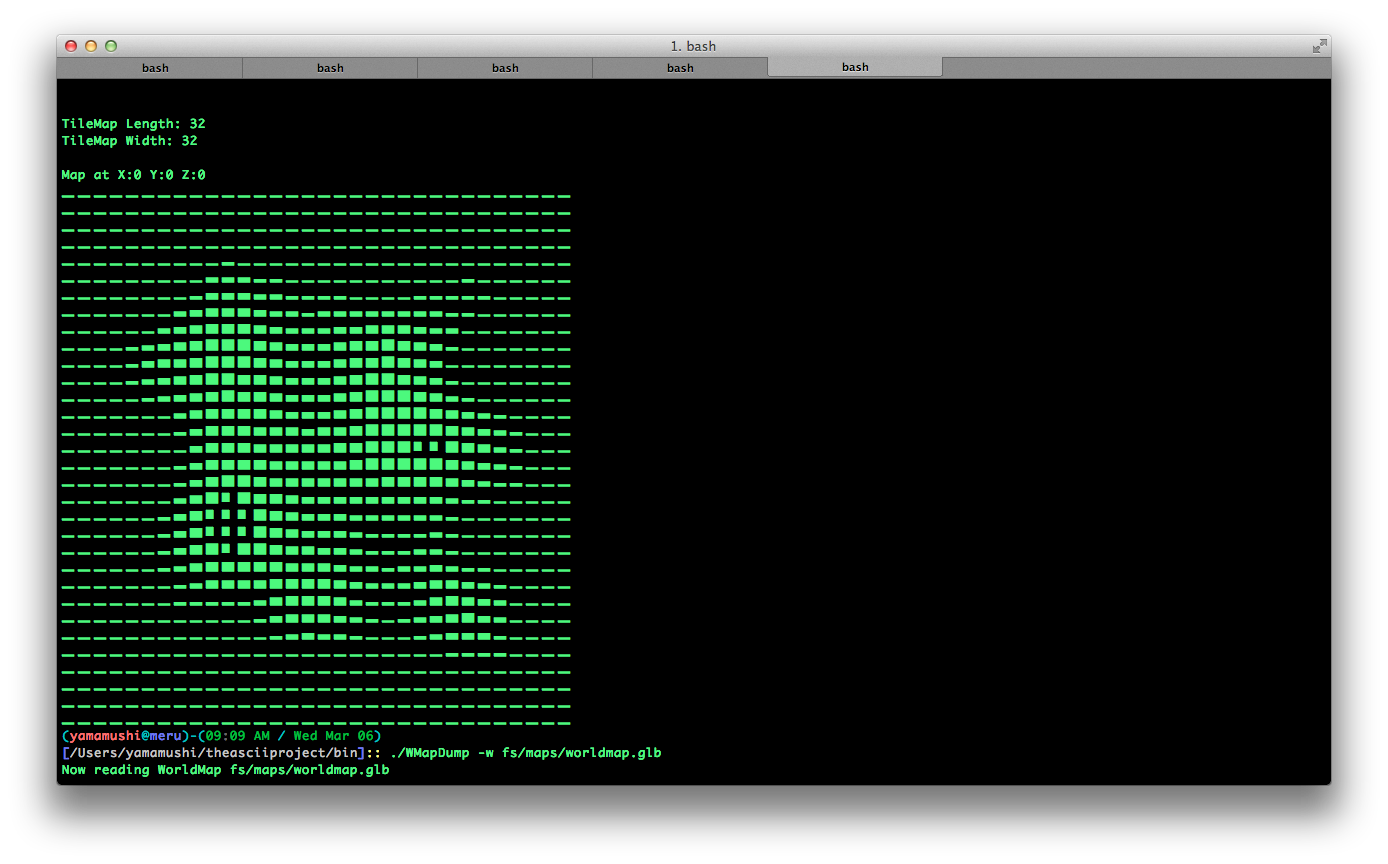 1. bash
bash bash bash bash bash
TileMap Length: 32
TileMap Width: 32
Map at X:0 Y:0 Z:0
(yamamushi@meru)-(09:09 AM / Wed Mar 06)
[/Users/yamamushi/theasciiproject/bin]:: ./WMapDump -w fs/maps/worldmap.glb
Now reading WorldMap fs/maps/worldmap.glb